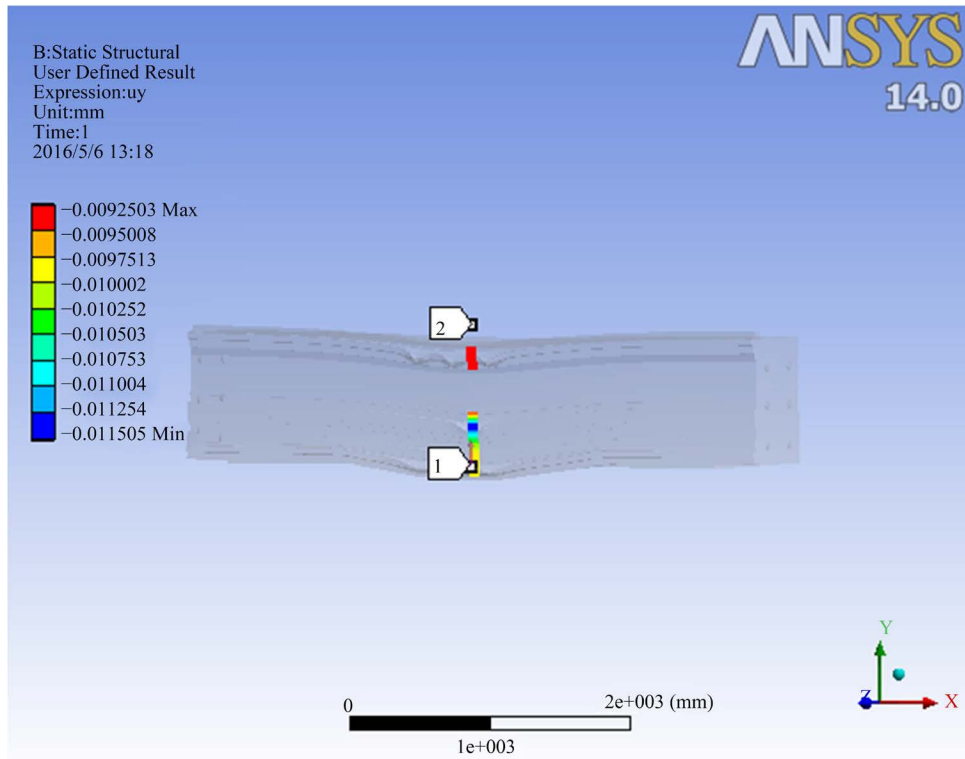 ANSYS
14.0
B:Static Structural
User Defined Result
Expression:uy
Unit:mm
Time:1
2016/5/6 13:18
−0.0092503 Max
−0.0095008
−0.0097513
−0.010002
−0.010252
−0.010503
−0.010753
−0.011004
−0.011254
−0.011505 Min
2
1
Y
Z
X
0
2e+003 (mm)
1e+003